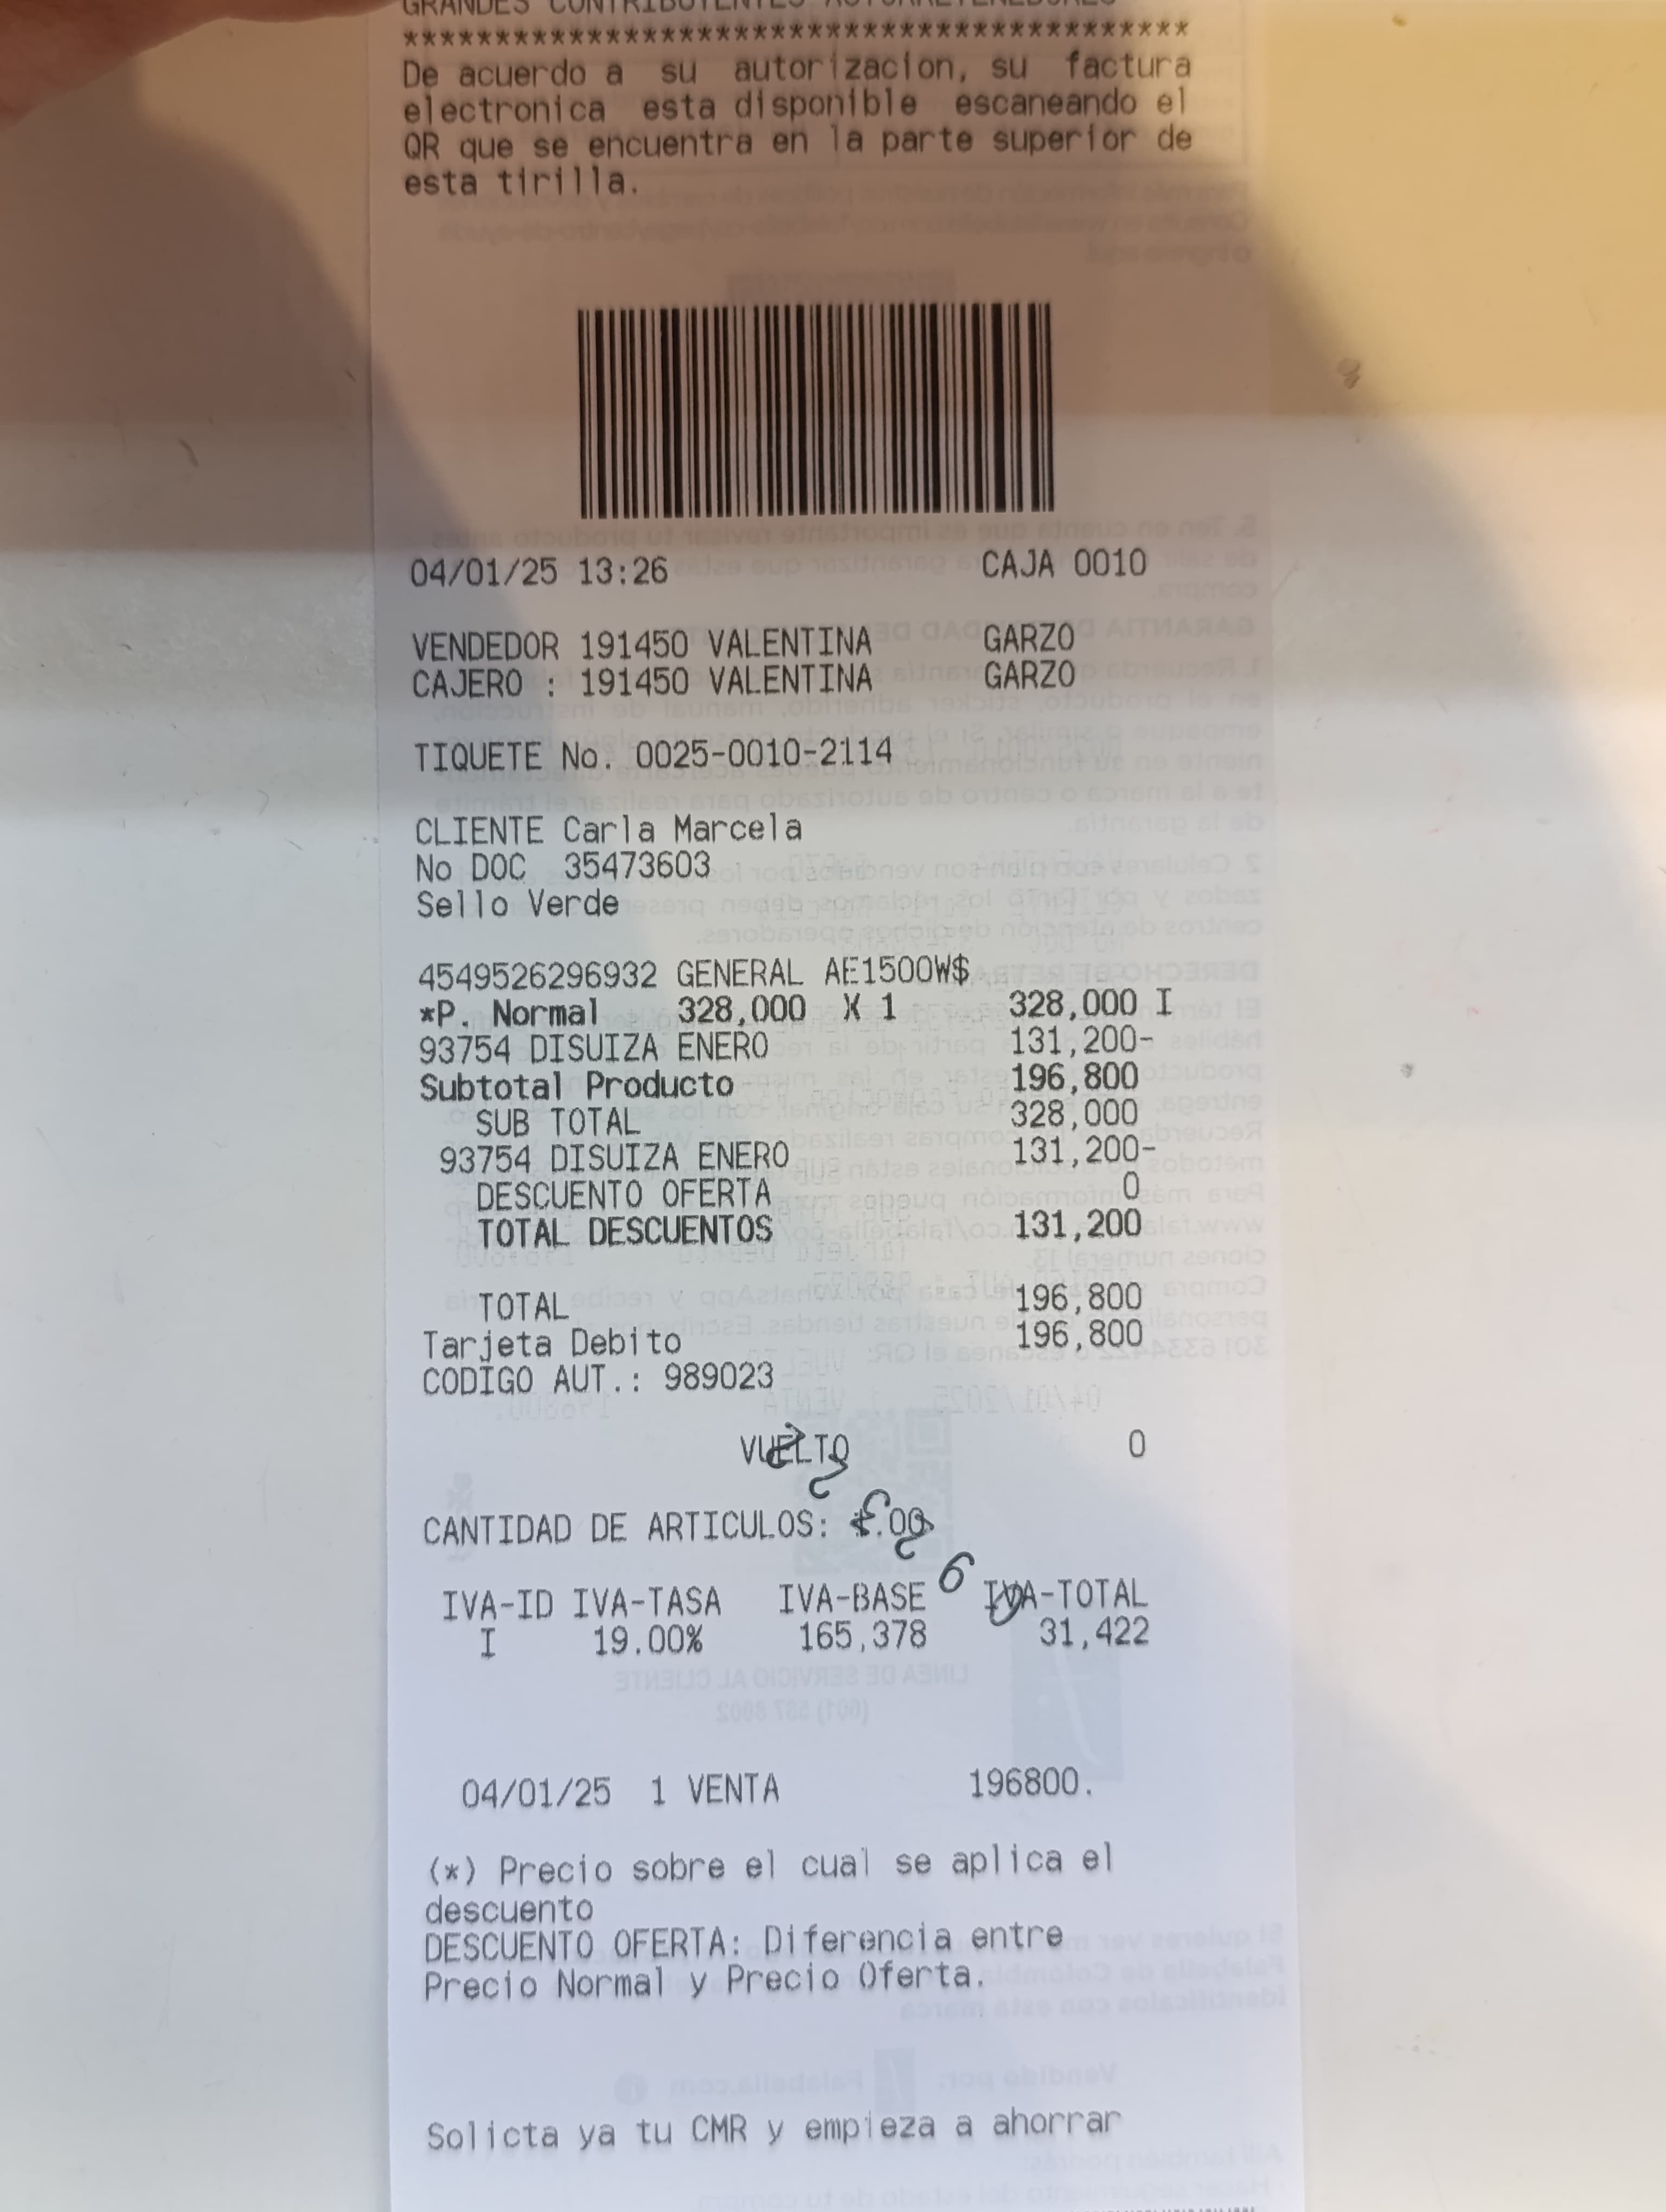 GRANDES CONTRIBUYENTES AUTORRETENEDORES
*******************************************
De acuerdo a su autorizacion, su factura
electronica esta disponible escaneando el
QR que se encuentra en la parte superior de
esta tirilla.
04/01/25 13:26 CAJA 0010
VENDEDOR 191450 VALENTINA GARZO
CAJERO : 191450 VALENTINA GARZO
TIQUETE No. 0025-0010-2114
CLIENTE Carla Marcela
No DOC 35473603
Sello Verde
4549526296932 GENERAL AE1500W$
*P. Normal 328,000 X 1 328,000 I
93754 DISUIZA ENERO 131,200-
Subtotal Producto 196,800
SUB TOTAL 328,000
93754 DISUIZA ENERO 131,200-
DESCUENTO OFERTA 0
TOTAL DESCUENTOS 131,200
TOTAL 196,800
Tarjeta Debito 196,800
CODIGO AUT.: 989023
VUELTO 0
CANTIDAD DE ARTICULOS:
IVA-ID IVA-TASA IVA-BASE IVA-TOTAL
I 19.00% 165,378 31,422
04/01/25 1 VENTA 196800.
(*) Precio sobre el cual se aplica el
descuento
DESCUENTO OFERTA: Diferencia entre
Precio Normal y Precio Oferta.
Solicta ya tu CMR y empieza a ahorrar